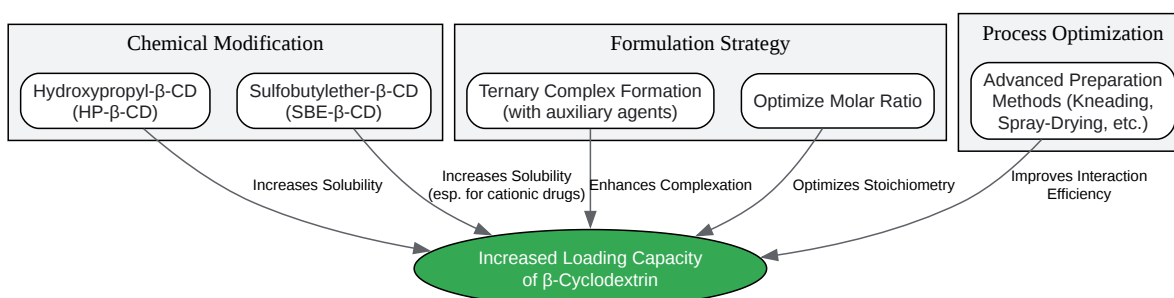 Chemical Modification
Hydroxypropyl-β-CD
(HP-β-CD)
Sulfobutylether-β-CD
(SBE-β-CD)
Formulation Strategy
Ternary Complex Formation
(with auxiliary agents)
Optimize Molar Ratio
Process Optimization
Advanced Preparation
Methods (Kneading,
Spray-Drying, etc.)
Increases Solubility
Increases Solubility
(esp. for cationic drugs)
Enhances Complexation
Optimizes Stoichiometry
Improves Interaction
Efficiency
Increased Loading Capacity
of β-Cyclodextrin